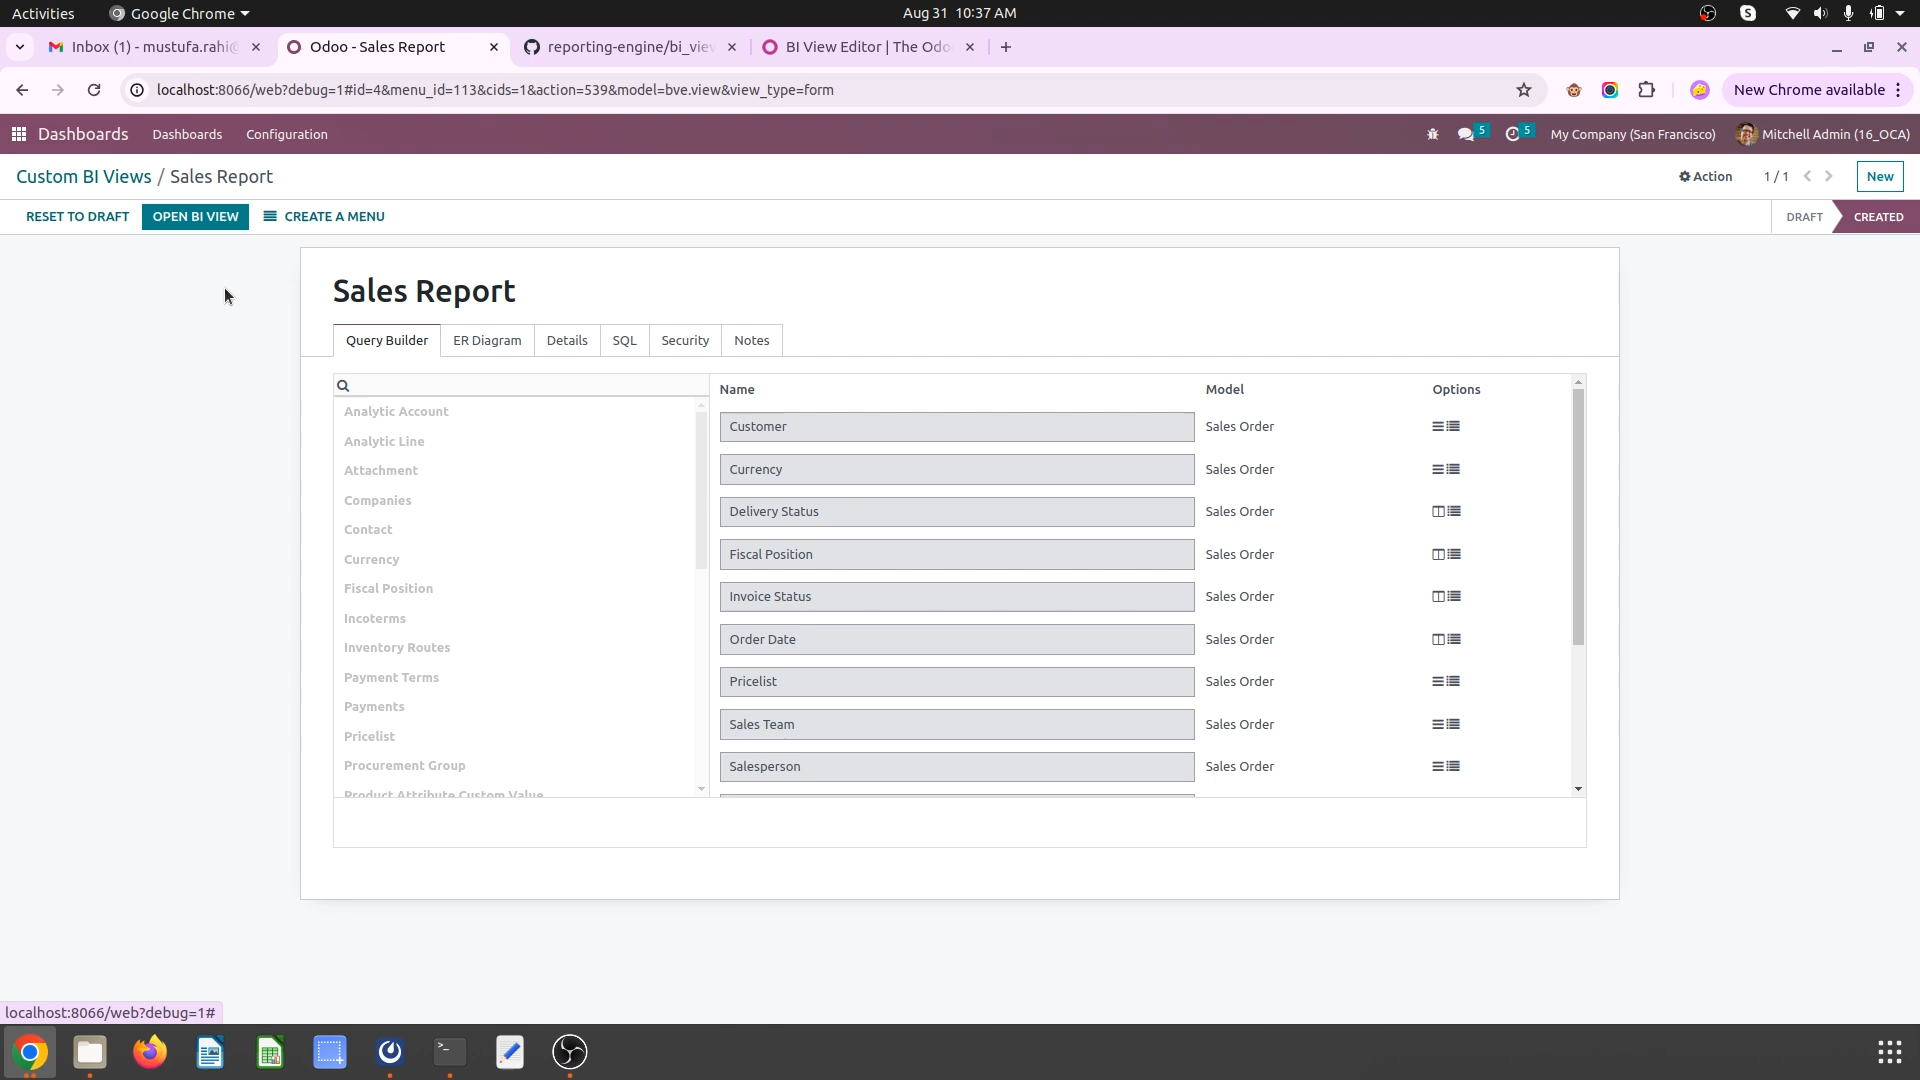 Activities
Google Chrome
Aug 31 10:37 AM
Inbox (1) - mustufa.rahi@
Odoo - Sales Report
reporting-engine/bi_viev
BI View Editor | The Odo
localhost:8066/web?debug=1#id=4&menu_id=113&cids=1&action=539&model=bve.view&view_type=form
New Chrome available
Dashboards
Dashboards
Configuration
5
5
My Company (San Francisco)
Mitchell Admin (16_OCA)
Custom BI Views / Sales Report
Action
1 / 1
New
RESET TO DRAFT
OPEN BI VIEW
CREATE A MENU
DRAFT
CREATED
Sales Report
Query Builder
ER Diagram
Details
SQL
Security
Notes
Name
Model
Options
Analytic Account
Analytic Line
Attachment
Companies
Contact
Currency
Fiscal Position
Incoterms
Inventory Routes
Payment Terms
Payments
Pricelist
Procurement Group
Product Attribute Custom Value
Customer
Sales Order
Currency
Sales Order
Delivery Status
Sales Order
Fiscal Position
Sales Order
Invoice Status
Sales Order
Order Date
Sales Order
Pricelist
Sales Order
Sales Team
Sales Order
Salesperson
Sales Order
localhost:8066/web?debug=1#